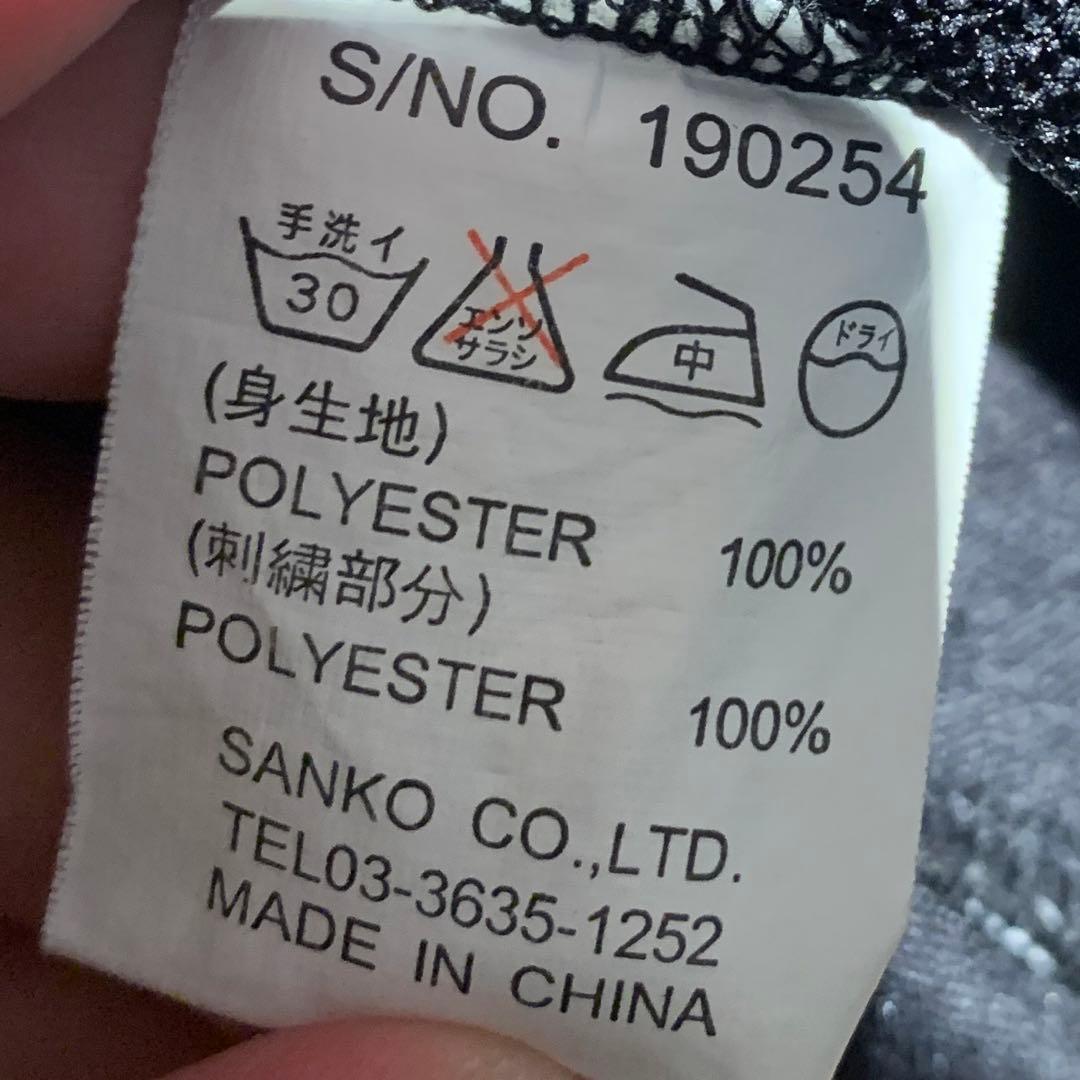 S/NO. 190254
手洗イ
30
エンソ
サラシ
中
ドライ
(身生地)
POLYESTER 100%
(刺繍部分)
POLYESTER 100%
SANKO CO.,LTD.
TEL03-3635-1252
MADE IN CHINA